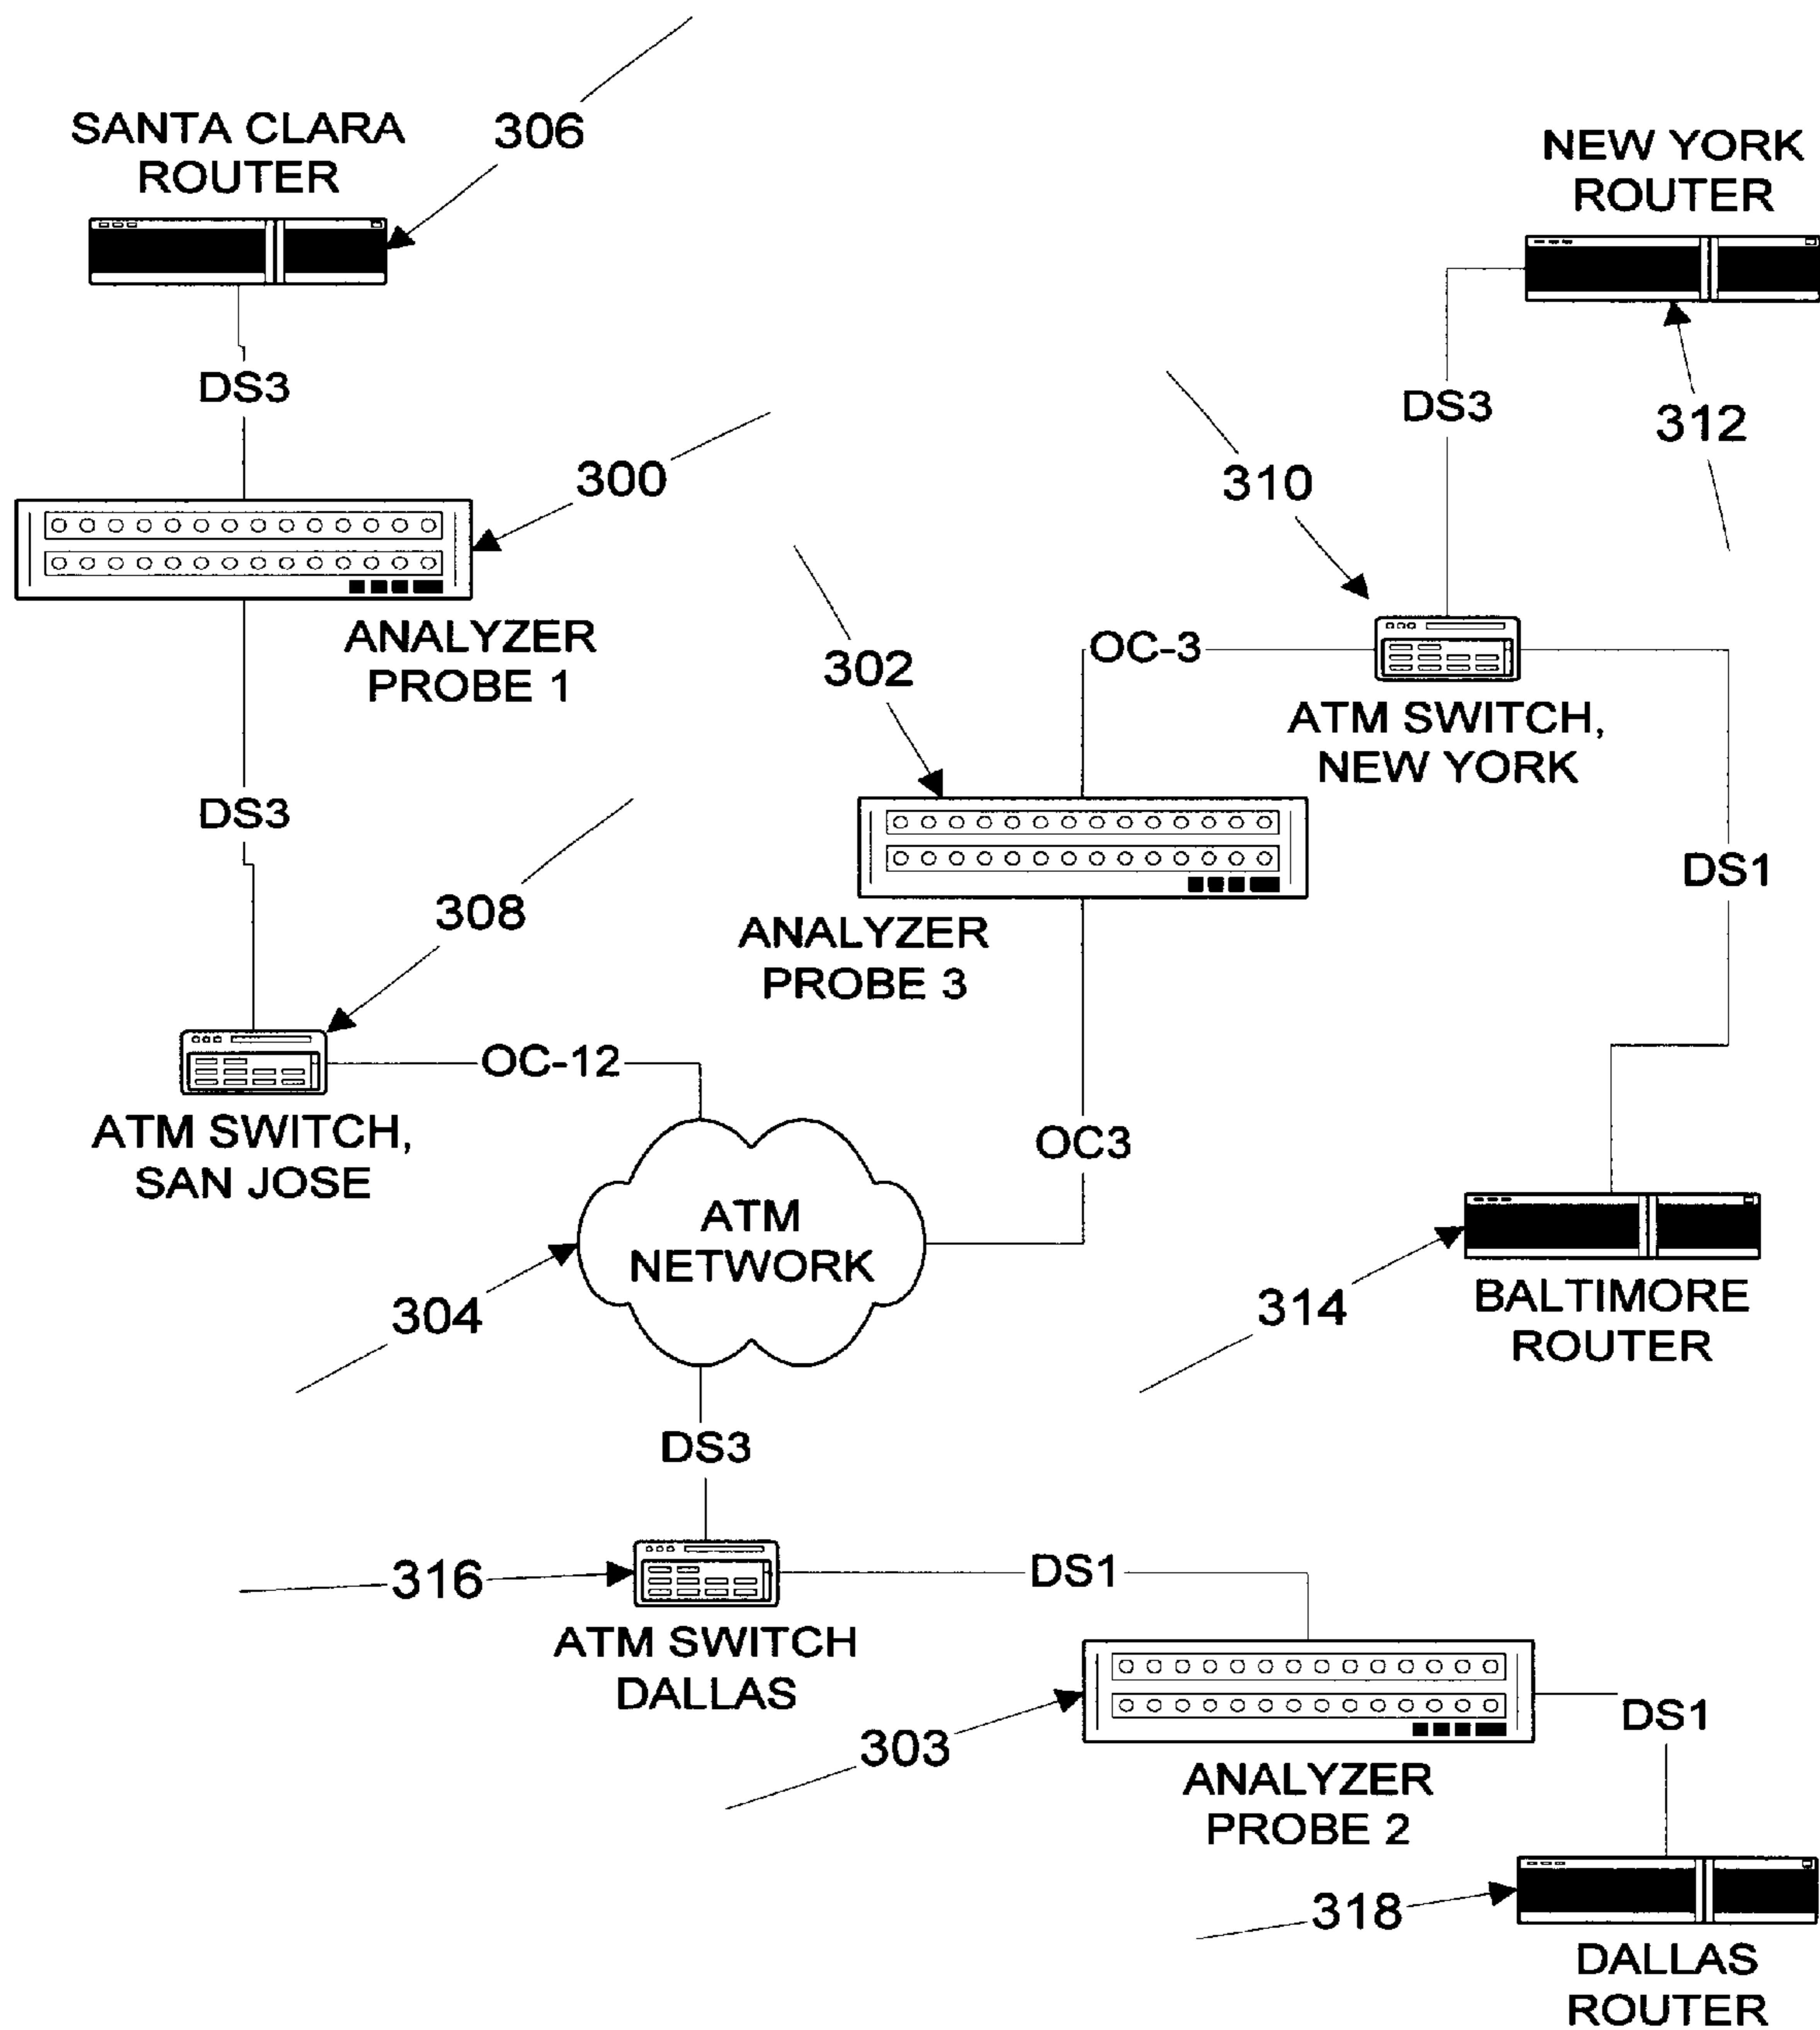 SANTA CLARA
ROUTER
306
NEW YORK
ROUTER
DS3
DS3
312
300
310
ANALYZER
PROBE 1
302
OC-3
ATM SWITCH,
NEW YORK
DS3
DS1
308
ANALYZER
PROBE 3
OC-12
ATM SWITCH,
SAN JOSE
OC3
ATM
NETWORK
304
314
BALTIMORE
ROUTER
DS3
316
DS1
ATM SWITCH
DALLAS
303
DS1
ANALYZER
PROBE 2
318
DALLAS
ROUTER